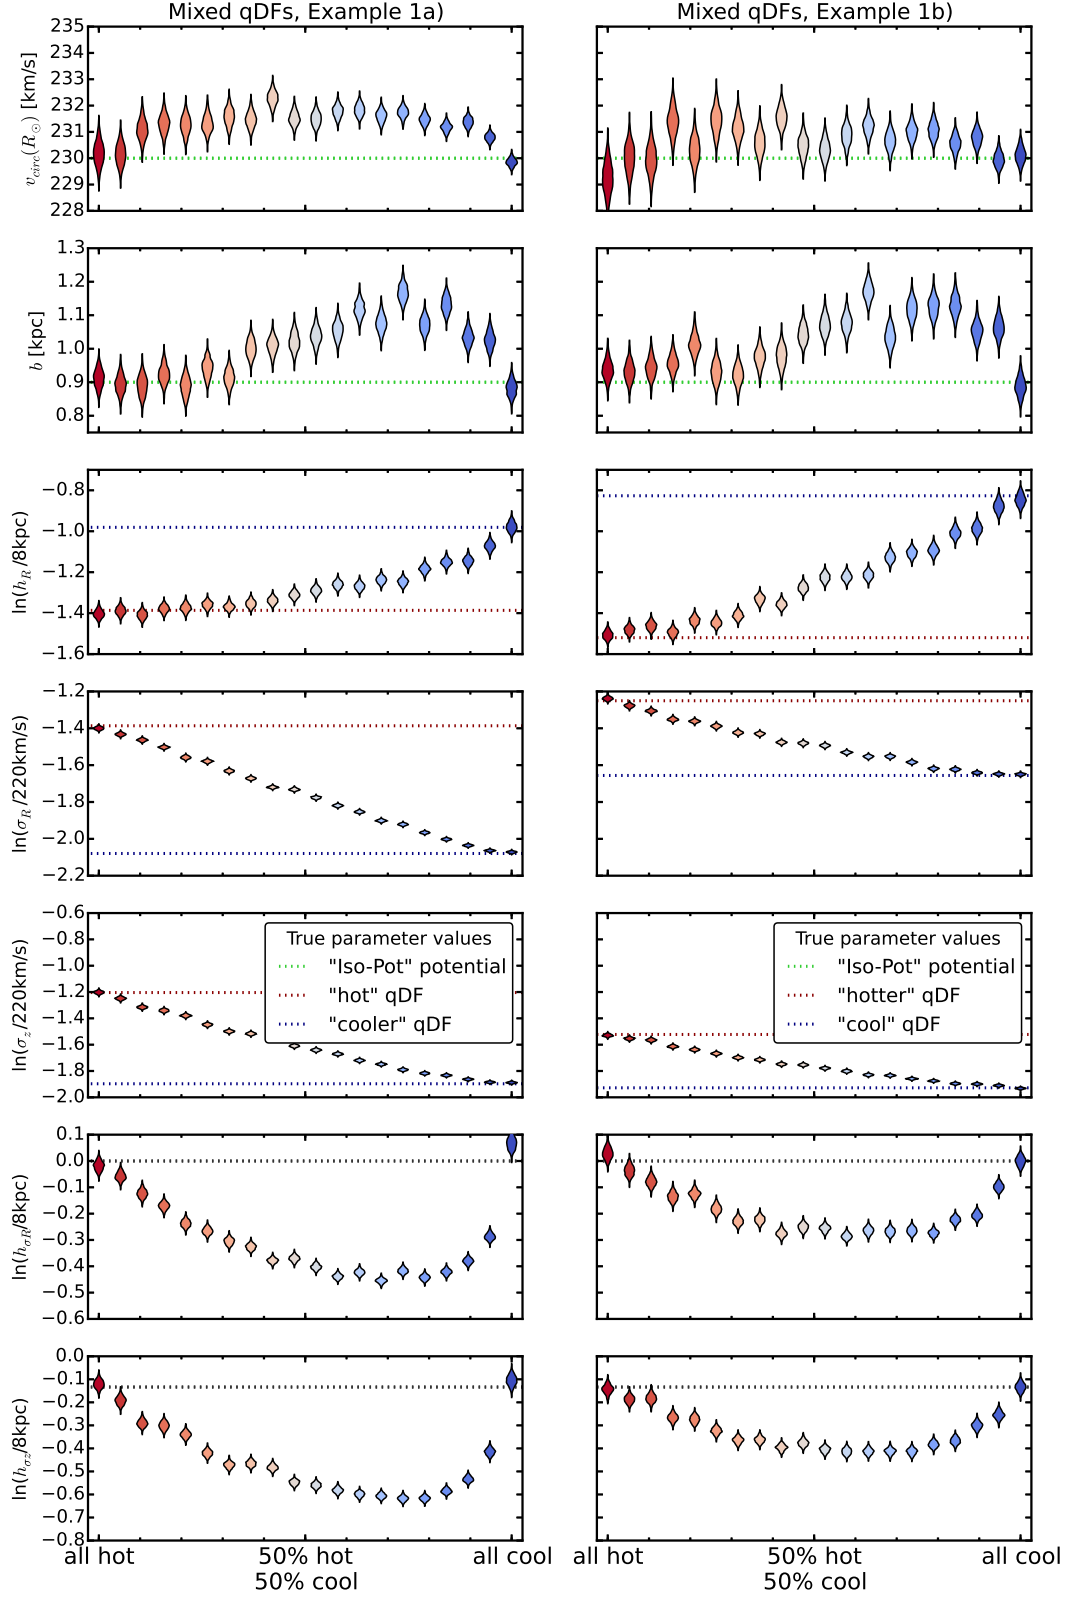 Mixed qDFs, Example 1a)
Mixed qDFs, Example 1b)
v_circ(R_☉) [km/s]
235
234
233
232
231
230
229
228
b [kpc]
1.3
1.2
1.1
1.0
0.9
0.8
ln(h_R/8kpc)
−0.8
−1.0
−1.2
−1.4
−1.6
ln(σ_R/220km/s)
−1.2
−1.4
−1.6
−1.8
−2.0
−2.2
ln(σ_z/220km/s)
−0.6
−0.8
−1.0
−1.2
−1.4
−1.6
−1.8
−2.0
True parameter values
"Iso-Pot" potential
"hot" qDF
"cooler" qDF
True parameter values
"Iso-Pot" potential
"hotter" qDF
"cool" qDF
ln(h_σR/8kpc)
0.1
0.0
−0.1
−0.2
−0.3
−0.4
−0.5
−0.6
ln(h_σz/8kpc)
0.0
−0.1
−0.2
−0.3
−0.4
−0.5
−0.6
−0.7
−0.8
all hot
50% hot
50% cool
all cool
all hot
50% hot
50% cool
all cool